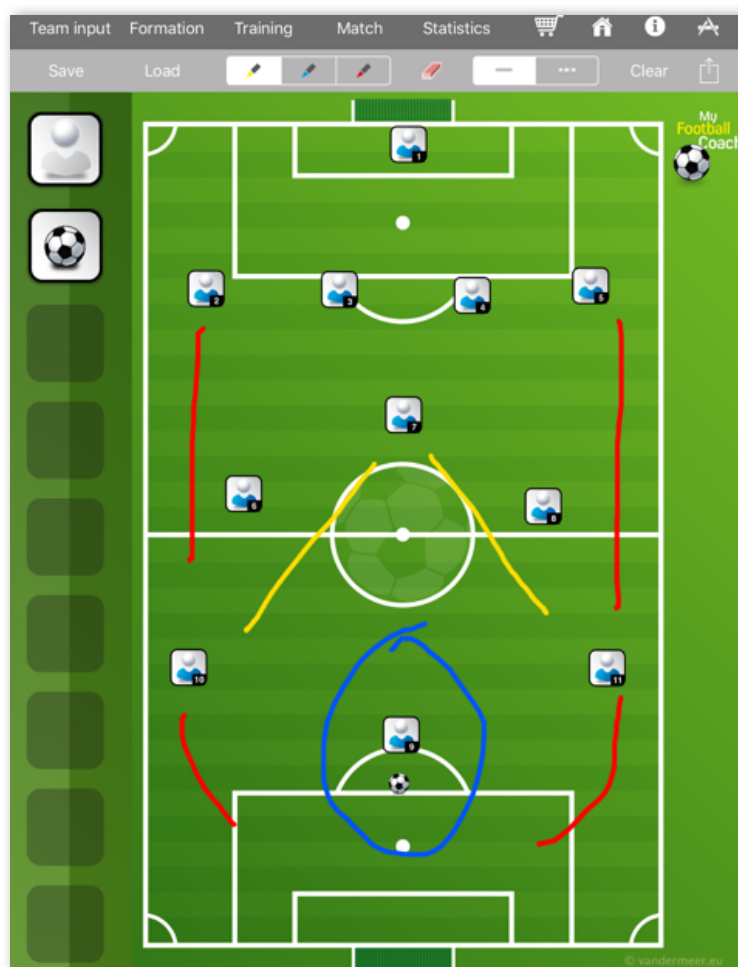 Team input Formation Training Match Statistics
Save Load Clear
My
Football
Coach
1
2 3 4 5
7
6 8
10 11
9
© vandermeer.eu